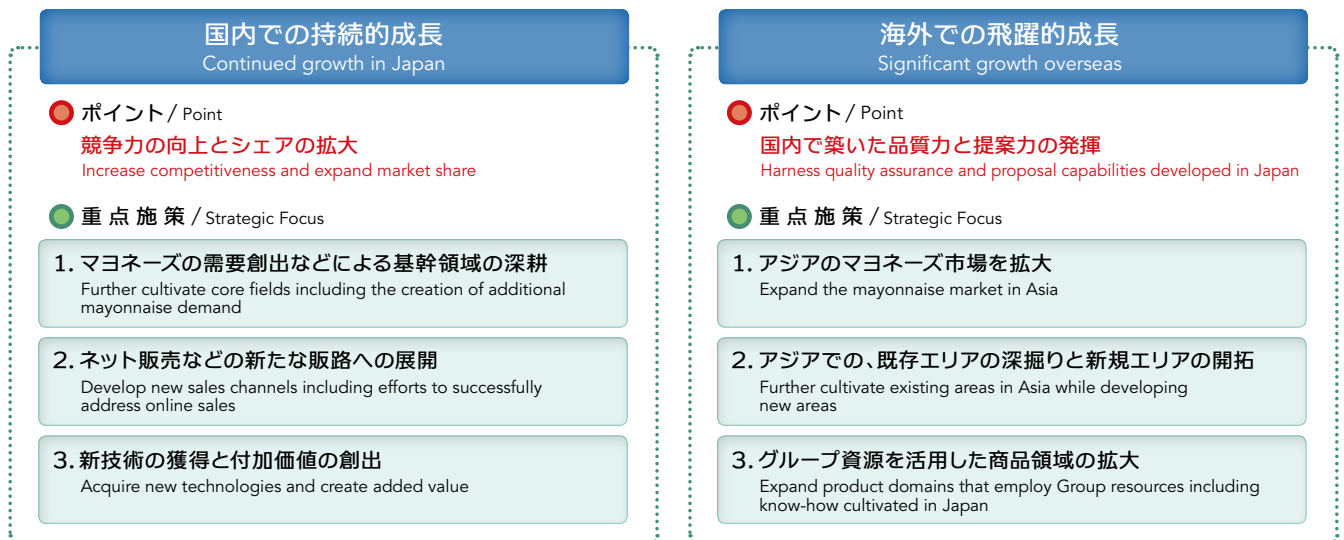 国内での持続的成長
Continued growth in Japan
ポイント / Point
競争力の向上とシェアの拡大
Increase competitiveness and expand market share
重点施策 / Strategic Focus
1. マヨネーズの需要創出などによる基幹領域の深耕
Further cultivate core fields including the creation of additional
mayonnaise demand
2. ネット販売などの新たな販路への展開
Develop new sales channels including efforts to successfully
address online sales
3. 新技術の獲得と付加価値の創出
Acquire new technologies and create added value
海外での飛躍的成長
Significant growth overseas
ポイント / Point
国内で築いた品質力と提案力の発揮
Harness quality assurance and proposal capabilities developed in Japan
重点施策 / Strategic Focus
1. アジアのマヨネーズ市場を拡大
Expand the mayonnaise market in Asia
2. アジアでの、既存エリアの深掘りと新規エリアの開拓
Further cultivate existing areas in Asia while developing
new areas
3. グループ資源を活用した商品領域の拡大
Expand product domains that employ Group resources including
know-how cultivated in Japan